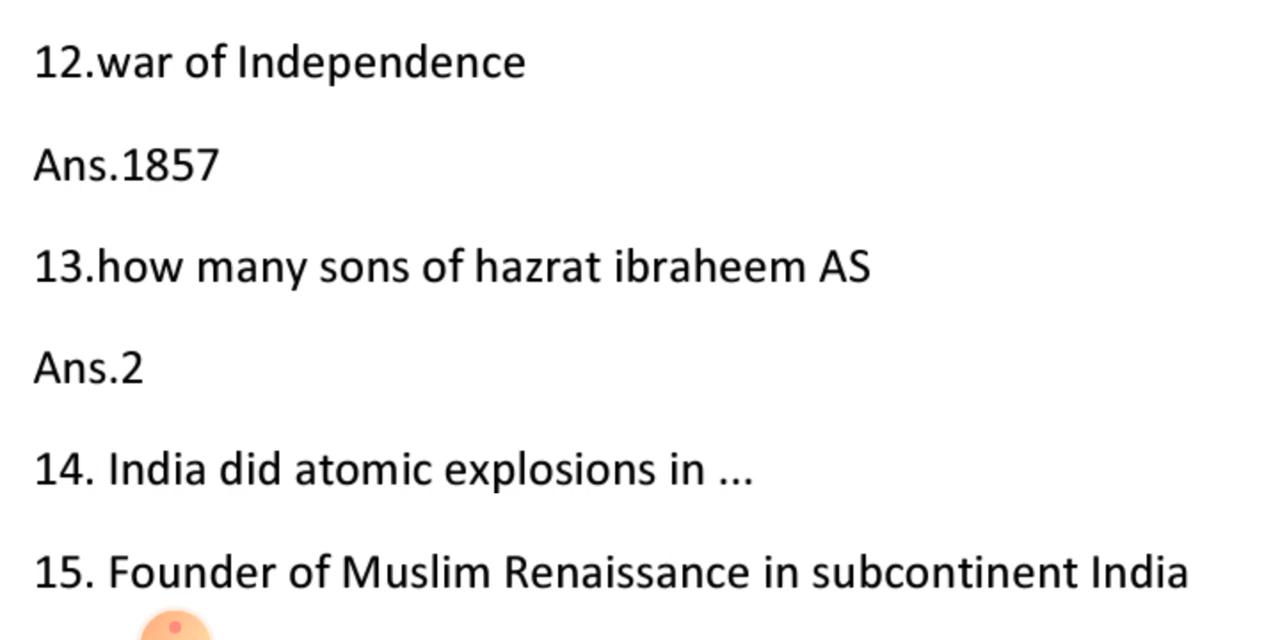 12.war of Independence
Ans.1857
13.how many sons of hazrat ibraheem AS
Ans.2
14. India did atomic explosions in ...
15. Founder of Muslim Renaissance in subcontinent India